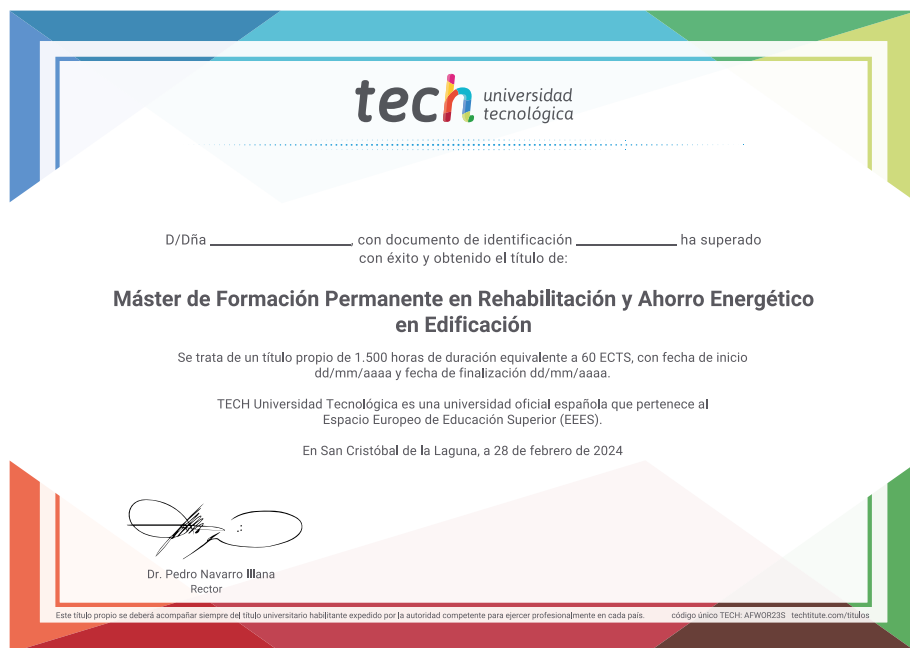 tech universidad
tecnológica
D/Dña ____________________, con documento de identificación ______________ ha superado
con éxito y obtenido el título de:
Máster de Formación Permanente en Rehabilitación y Ahorro Energético
en Edificación
Se trata de un título propio de 1.500 horas de duración equivalente a 60 ECTS, con fecha de inicio
dd/mm/aaaa y fecha de finalización dd/mm/aaaa.
TECH Universidad Tecnológica es una universidad oficial española que pertenece al
Espacio Europeo de Educación Superior (EEES).
En San Cristóbal de la Laguna, a 28 de febrero de 2024
Dr. Pedro Navarro Illana
Rector
Este título propio se deberá acompañar siempre del título universitario habilitante expedido por la autoridad competente para ejercer profesionalmente en cada país. código único TECH: AFWOR23S techtitute.com/titulos